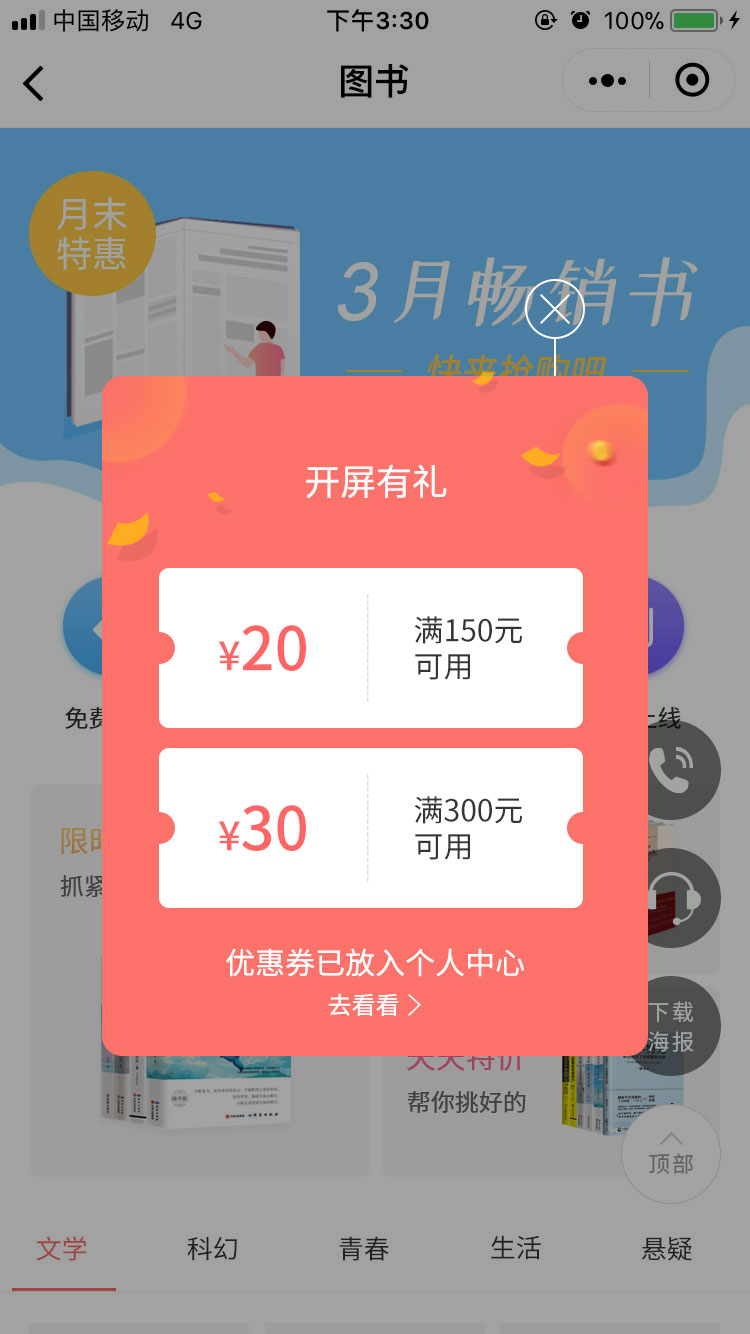 中国移动 4G 下午3:30 100%
图书
月末
特惠
3月畅销书
快来抢购吧
开屏有礼
¥20
满150元
可用
¥30
满300元
可用
优惠券已放入个人中心
去看看
免费
上线
限时
抓紧
下载
海报
天天特价
帮你挑好的
顶部
文学 科幻 青春 生活 悬疑